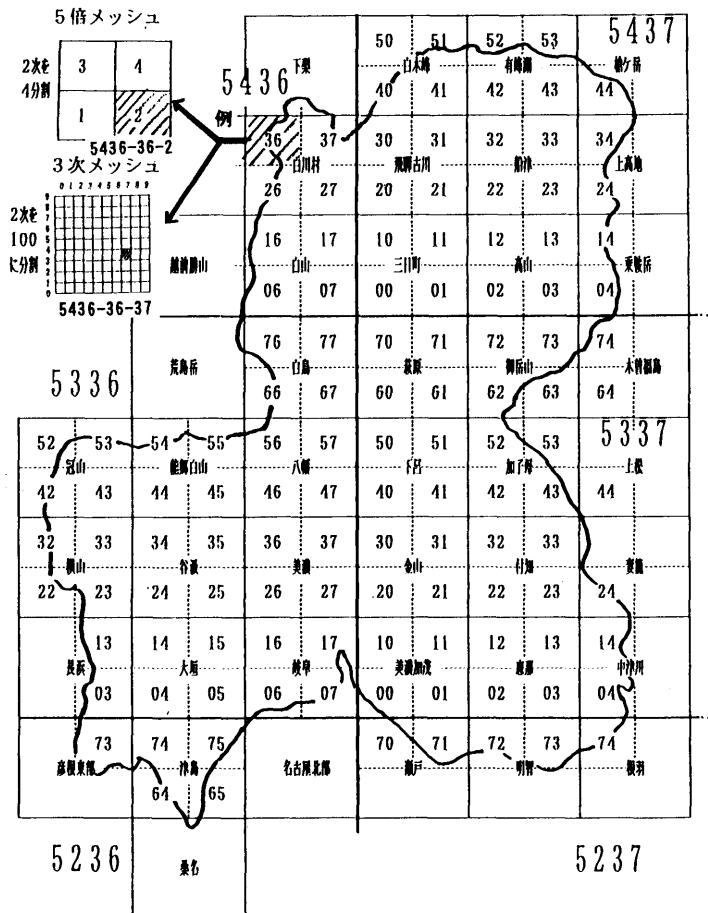 5倍メッシュ
2次を
4分割
3 4
1 2
5436-36-2
3次メッシュ
0 1 2 3 4 5 6 7 8 9
2次を
100
に分割
9
8
7
6
5
4
3
2
1
0
5436-36-37
例
5436
5437
下梨 50 51 52 53
白木峰 有峰湖 槍ケ岳
40 41 42 43 44
36 37 30 31 32 33 34
白川村 飛騨古川 船津 上高地
26 27 20 21 22 23 24
16 17 10 11 12 13 14
越前勝山 白山 三日町 高山 乗鞍岳
06 07 00 01 02 03 04
76 77 70 71 72 73 74
荒島岳 白鳥 萩原 御岳山 木曽福島
5336
66 67 60 61 62 63 64
5337
52 53 54 55 56 57 50 51 52 53
冠山 能郷白山 八幡 下呂 加子母 上松
42 43 44 45 46 47 40 41 42 43 44
32 33 34 35 36 37 30 31 32 33
横山 谷汲 美濃 金山 付知 妻籠
22 23 24 25 26 27 20 21 22 23 24
13 14 15 16 17 10 11 12 13 14
長浜 大垣 岐阜 美濃加茂 恵那 中津川
03 04 05 06 07 00 01 02 03 04
73 74 75 70 71 72 73 74
彦根東部 津島 名古屋北部 瀬戸 明智 根羽
64 65
5236
桑名
5237